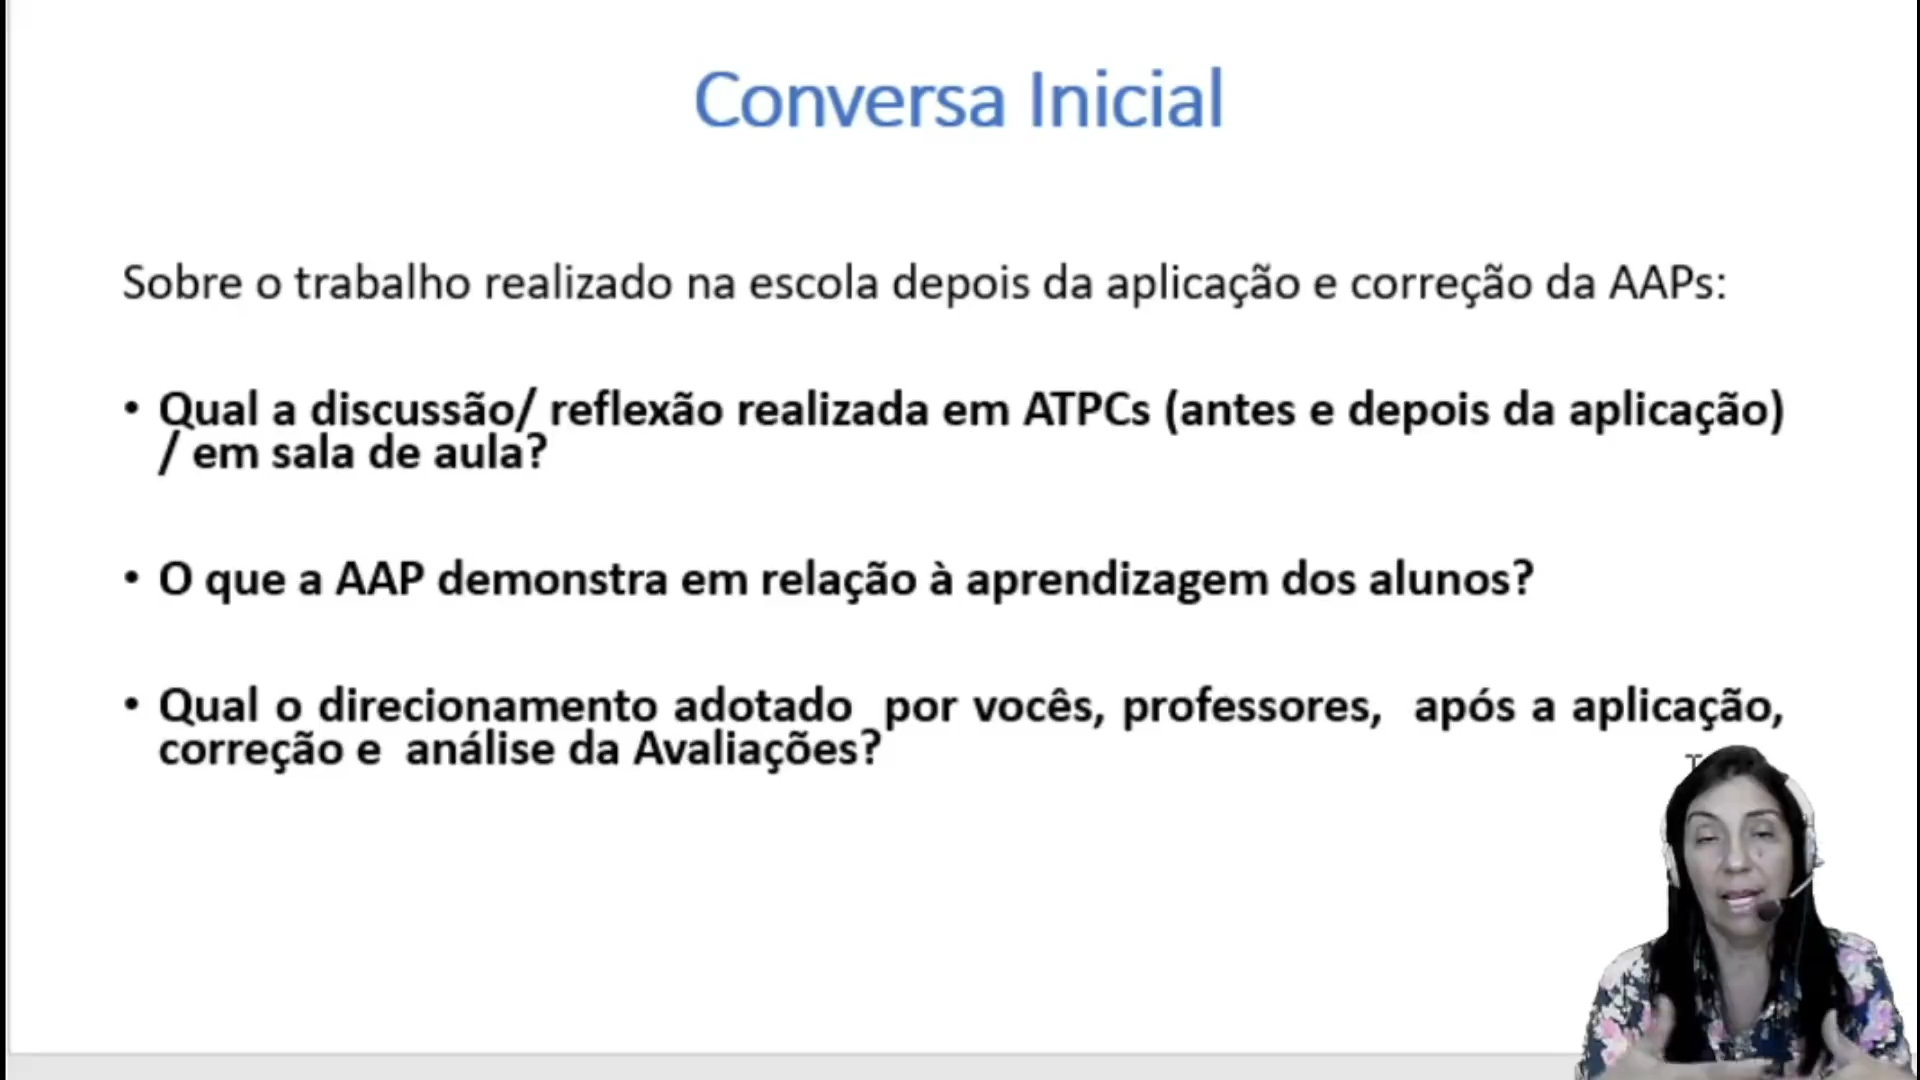 Conversa Inicial
Sobre o trabalho realizado na escola depois da aplicação e correção da AAPs:
• Qual a discussão/ reflexão realizada em ATPCs (antes e depois da aplicação)
/ em sala de aula?
• O que a AAP demonstra em relação à aprendizagem dos alunos?
• Qual o direcionamento adotado por vocês, professores, após a aplicação,
correção e análise da Avaliações?